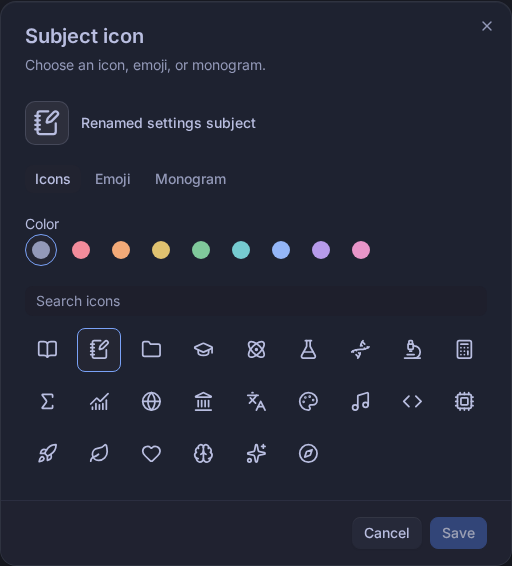 Subject icon
Choose an icon, emoji, or monogram.
Renamed settings subject
Icons Emoji Monogram
Color
Search icons
Cancel Save